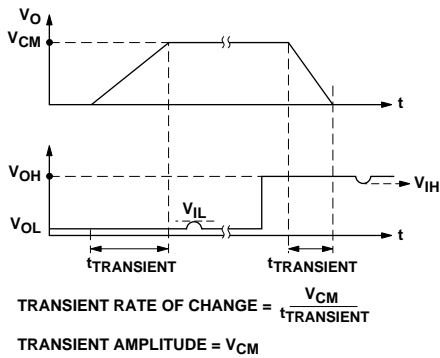 VO
VCM
t
VOH
VIH
VIL
VOL
t
tTRANSIENT tTRANSIENT
TRANSIENT RATE OF CHANGE = VCM
tTRANSIENT
TRANSIENT AMPLITUDE = VCM